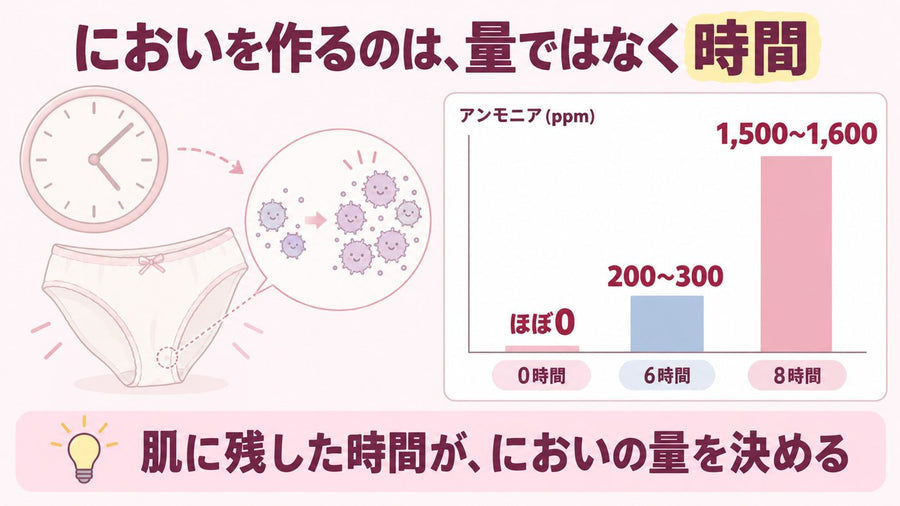 においを作るのは、量ではなく時間
アンモニア(ppm)
1,500~1,600
200~300
ほぼ0
0時間
6時間
8時間
肌に残した時間が、においの量を決める